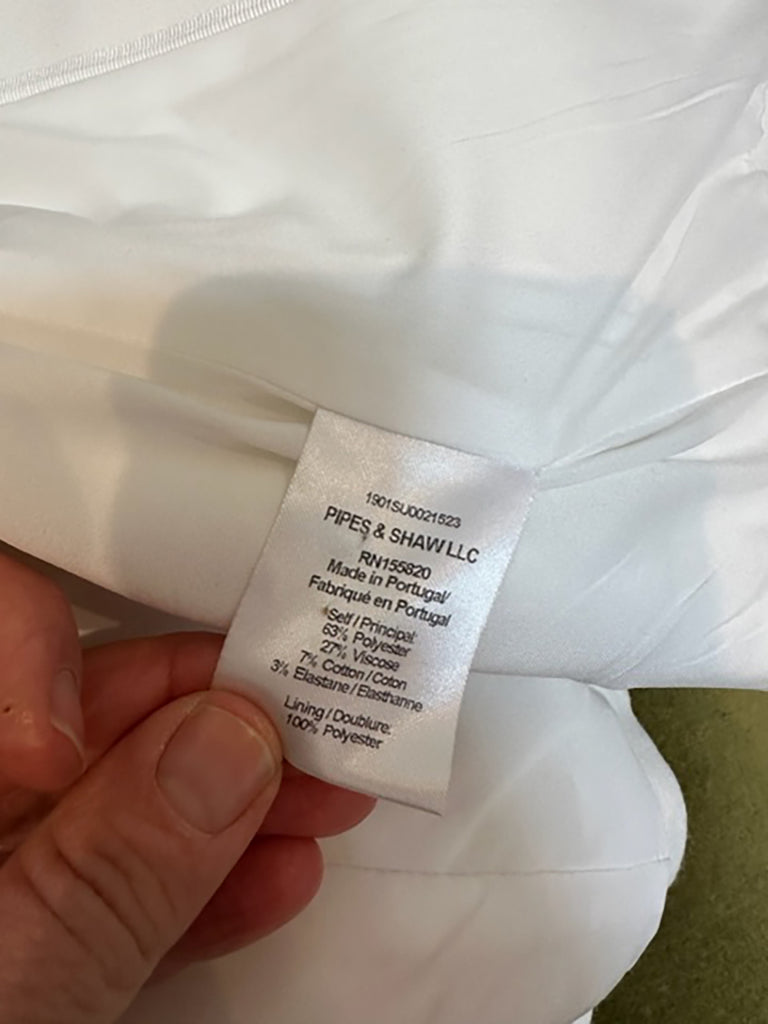 1901SU0021523
PIPES & SHAW LLC
RN155820
Made in Portugal/
Fabriqué en Portugal
Self / Principal:
63% Polyester
27% Viscose
7% Cotton / Coton
3% Elastane / Elasthanne
Lining / Doublure:
100% Polyester